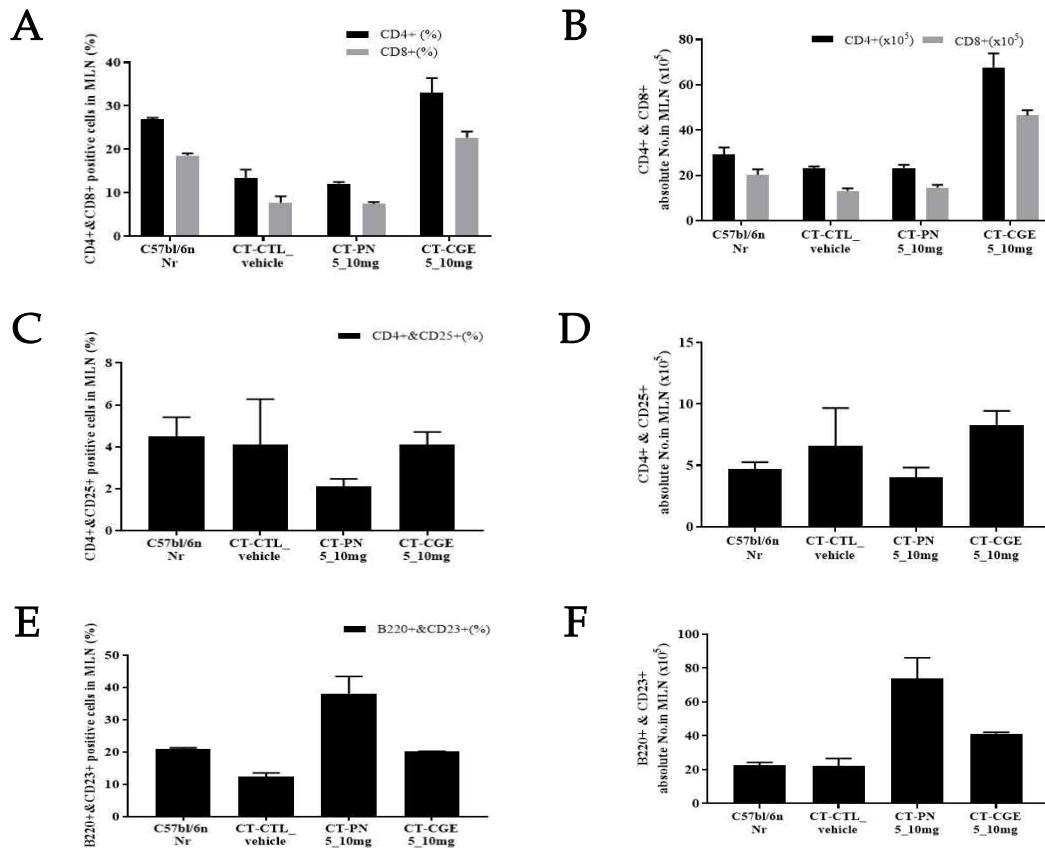 A
CD4+&CD8+ positive cells in MLN (%)
CD4+ (%)
CD8+(%)
40
30
20
10
0
C57bl/6n
Nr
CT-CTL_
vehicle
CT-PN
5_10mg
CT-CGE
5_10mg
B
CD4+ & CD8+
absolute No.in MLN (x10⁵)
CD4+(x10⁵)
CD8+(x10⁵)
80
60
40
20
0
C57bl/6n
Nr
CT-CTL_
vehicle
CT-PN
5_10mg
CT-CGE
5_10mg
C
CD4+&CD25+ positive cells in MLN (%)
CD4+&CD25+(%)
8
6
4
2
0
C57bl/6n
Nr
CT-CTL_
vehicle
CT-PN
5_10mg
CT-CGE
5_10mg
D
CD4+ & CD25+
absolute No.in MLN (x10⁵)
15
10
5
0
C57bl/6n
Nr
CT-CTL_
vehicle
CT-PN
5_10mg
CT-CGE
5_10mg
E
B220+&CD23+ positive cells in MLN (%)
B220+&CD23+(%)
50
40
30
20
10
0
C57bl/6n
Nr
CT-CTL_
vehicle
CT-PN
5_10mg
CT-CGE
5_10mg
F
B220+ & CD23+
absolute No.in MLN (x10⁵)
100
80
60
40
20
0
C57bl/6n
Nr
CT-CTL_
vehicle
CT-PN
5_10mg
CT-CGE
5_10mg